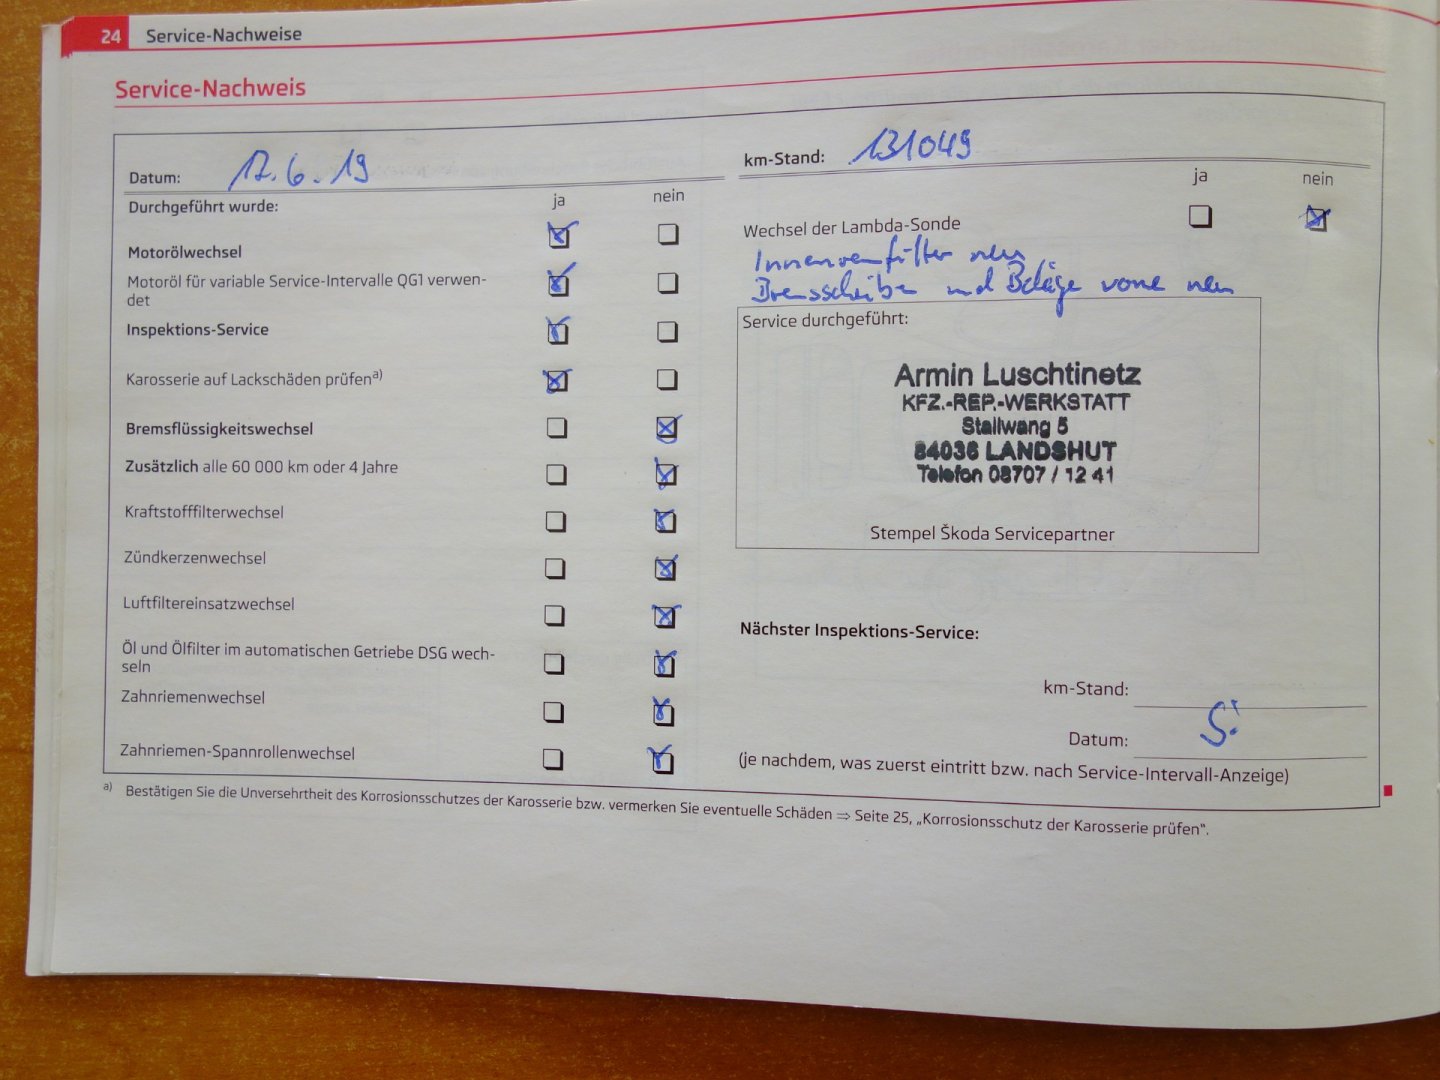 24 Service-Nachweise
Service-Nachweis
Datum: 17.6.19
Durchgeführt wurde:
ja nein
Motorölwechsel
Motoröl für variable Service-Intervalle QG1 verwen-
det
Inspektions-Service
Karosserie auf Lackschäden prüfen a)
Bremsflüssigkeitswechsel
Zusätzlich alle 60 000 km oder 4 Jahre
Kraftstofffilterwechsel
Zündkerzenwechsel
Luftfiltereinsatzwechsel
Öl und Ölfilter im automatischen Getriebe DSG wech-
seln
Zahnriemenwechsel
Zahnriemen-Spannrollenwechsel
km-Stand: 131049
ja nein
Wechsel der Lambda-Sonde
Innenraumfilter neu
Bremsscheiben und Beläge vorne neu
Service durchgeführt:
Armin Luschtinetz
KFZ.-REP.-WERKSTATT
Stallwang 5
84036 LANDSHUT
Telefon 08707 / 12 41
Stempel Škoda Servicepartner
Nächster Inspektions-Service:
km-Stand:
Datum:
(je nachdem, was zuerst eintritt bzw. nach Service-Intervall-Anzeige)
a) Bestätigen Sie die Unversehrtheit des Korrosionsschutzes der Karosserie bzw. vermerken Sie eventuelle Schäden ⇒ Seite 25, „Korrosionsschutz der Karosserie prüfen“.